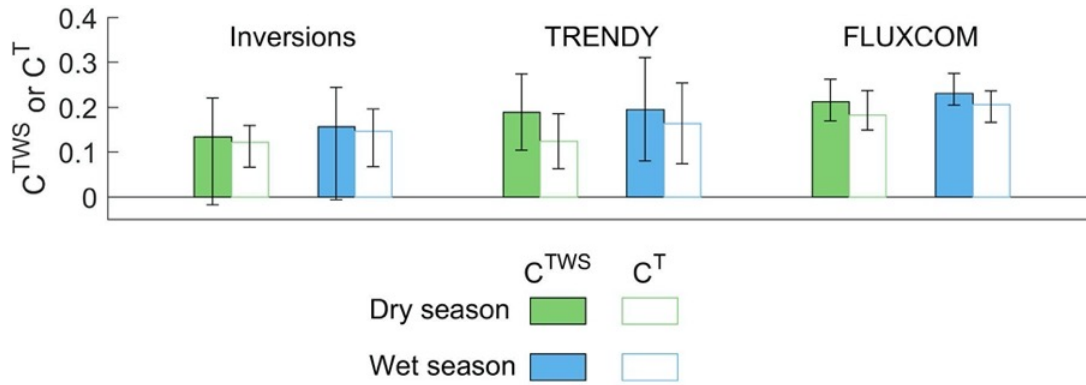 0.4
Inversions TRENDY FLUXCOM
0.3
0.2
0.1
0
C^TWS or C^T
C^TWS C^T
Dry season
Wet season